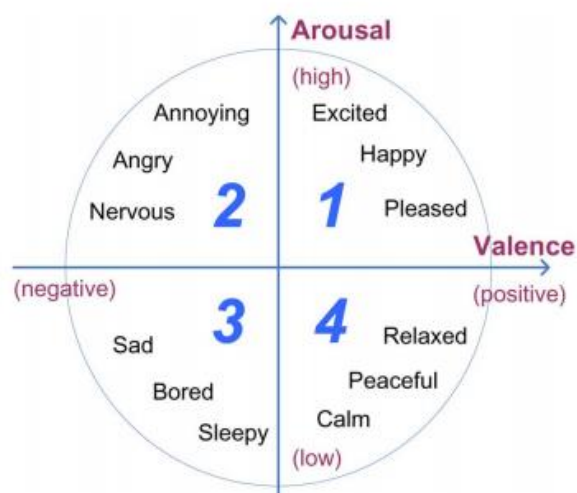 Arousal
(high)
Annoying
Excited
Angry
Happy
Nervous
2
1
Pleased
Valence
(negative)
(positive)
3
4
Sad
Relaxed
Bored
Peaceful
Sleepy
Calm
(low)